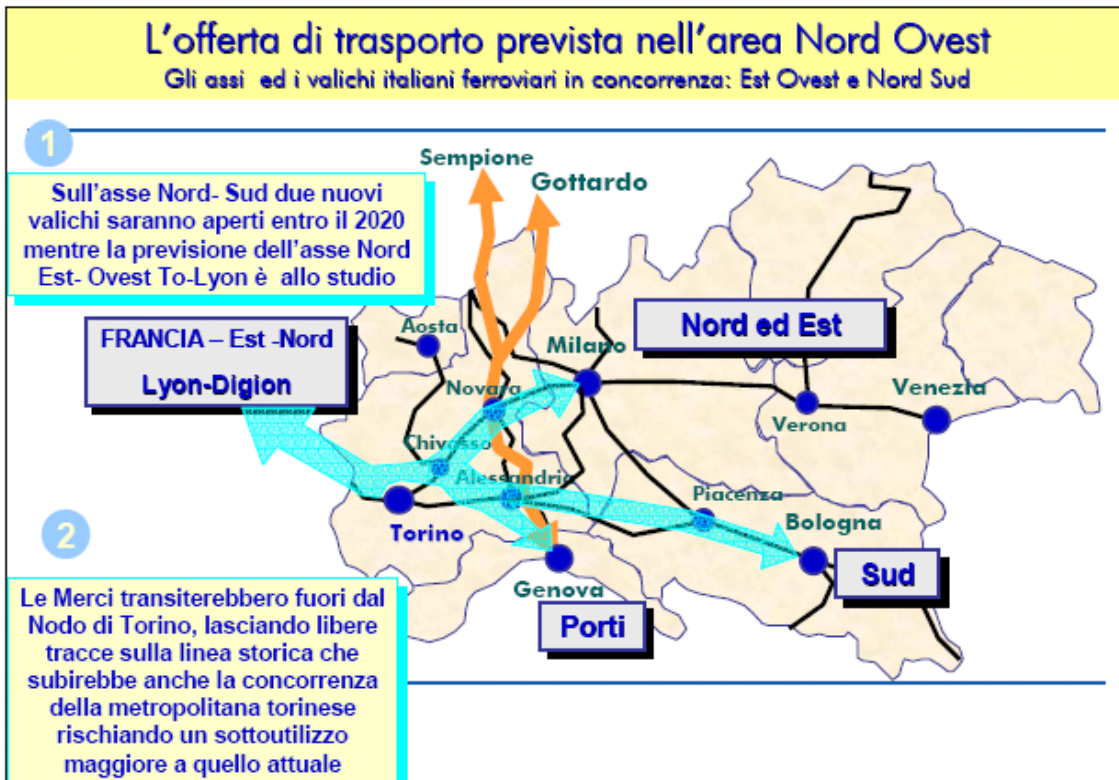 L'offerta di trasporto prevista nell'area Nord Ovest
Gli assi ed i valichi italiani ferroviari in concorrenza: Est Ovest e Nord Sud
1
Sull'asse Nord- Sud due nuovi
valichi saranno aperti entro il 2020
mentre la previsione dell'asse Nord
Est- Ovest To-Lyon è allo studio
Sempione
Gottardo
FRANCIA – Est -Nord
Lyon-Digion
Aosta
Milano
Nord ed Est
Novara
Venezia
Verona
Chivasso
Alessandria
Piacenza
Torino
Bologna
Genova
Sud
Porti
2
Le Merci transiterebbero fuori dal
Nodo di Torino, lasciando libere
tracce sulla linea storica che
subirebbe anche la concorrenza
della metropolitana torinese
rischiando un sottoutilizzo
maggiore a quello attuale